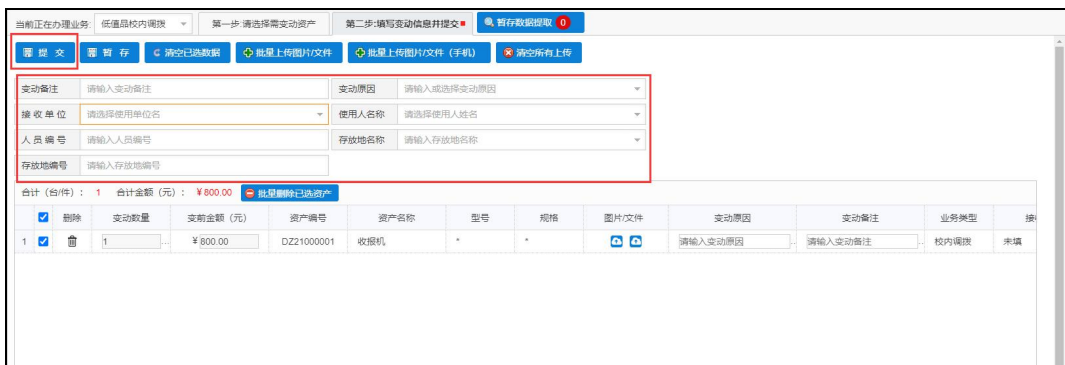 当前正在办理业务: 低值品校内调拨 第一步:请选择需变动资产 第二步:填写变动信息并提交 暂存数据提取 0
提 交 暂 存 清空已选数据 批量上传图片/文件 批量上传图片/文件（手机） 清空所有上传
变动备注 请输入变动备注 变动原因 请输入或选择变动原因
接收单位 请选择使用单位名 使用人名称 请选择使用人姓名
人员编号 请输入人员编号 存放地名称 请输入存放地名称
存放地编号 请输入存放地编号
合计（台/件）： 1 合计金额（元）： ¥800.00 批量删除已选资产
删除 变动数量 变前金额（元） 资产编号 资产名称 型号 规格 图片/文件 变动原因 变动备注 业务类型 接
1 1 ... ¥800.00 DZ21000001 收报机 * * 请输入变动原因 ... 请输入变动备注 ... 校内调拨 未填